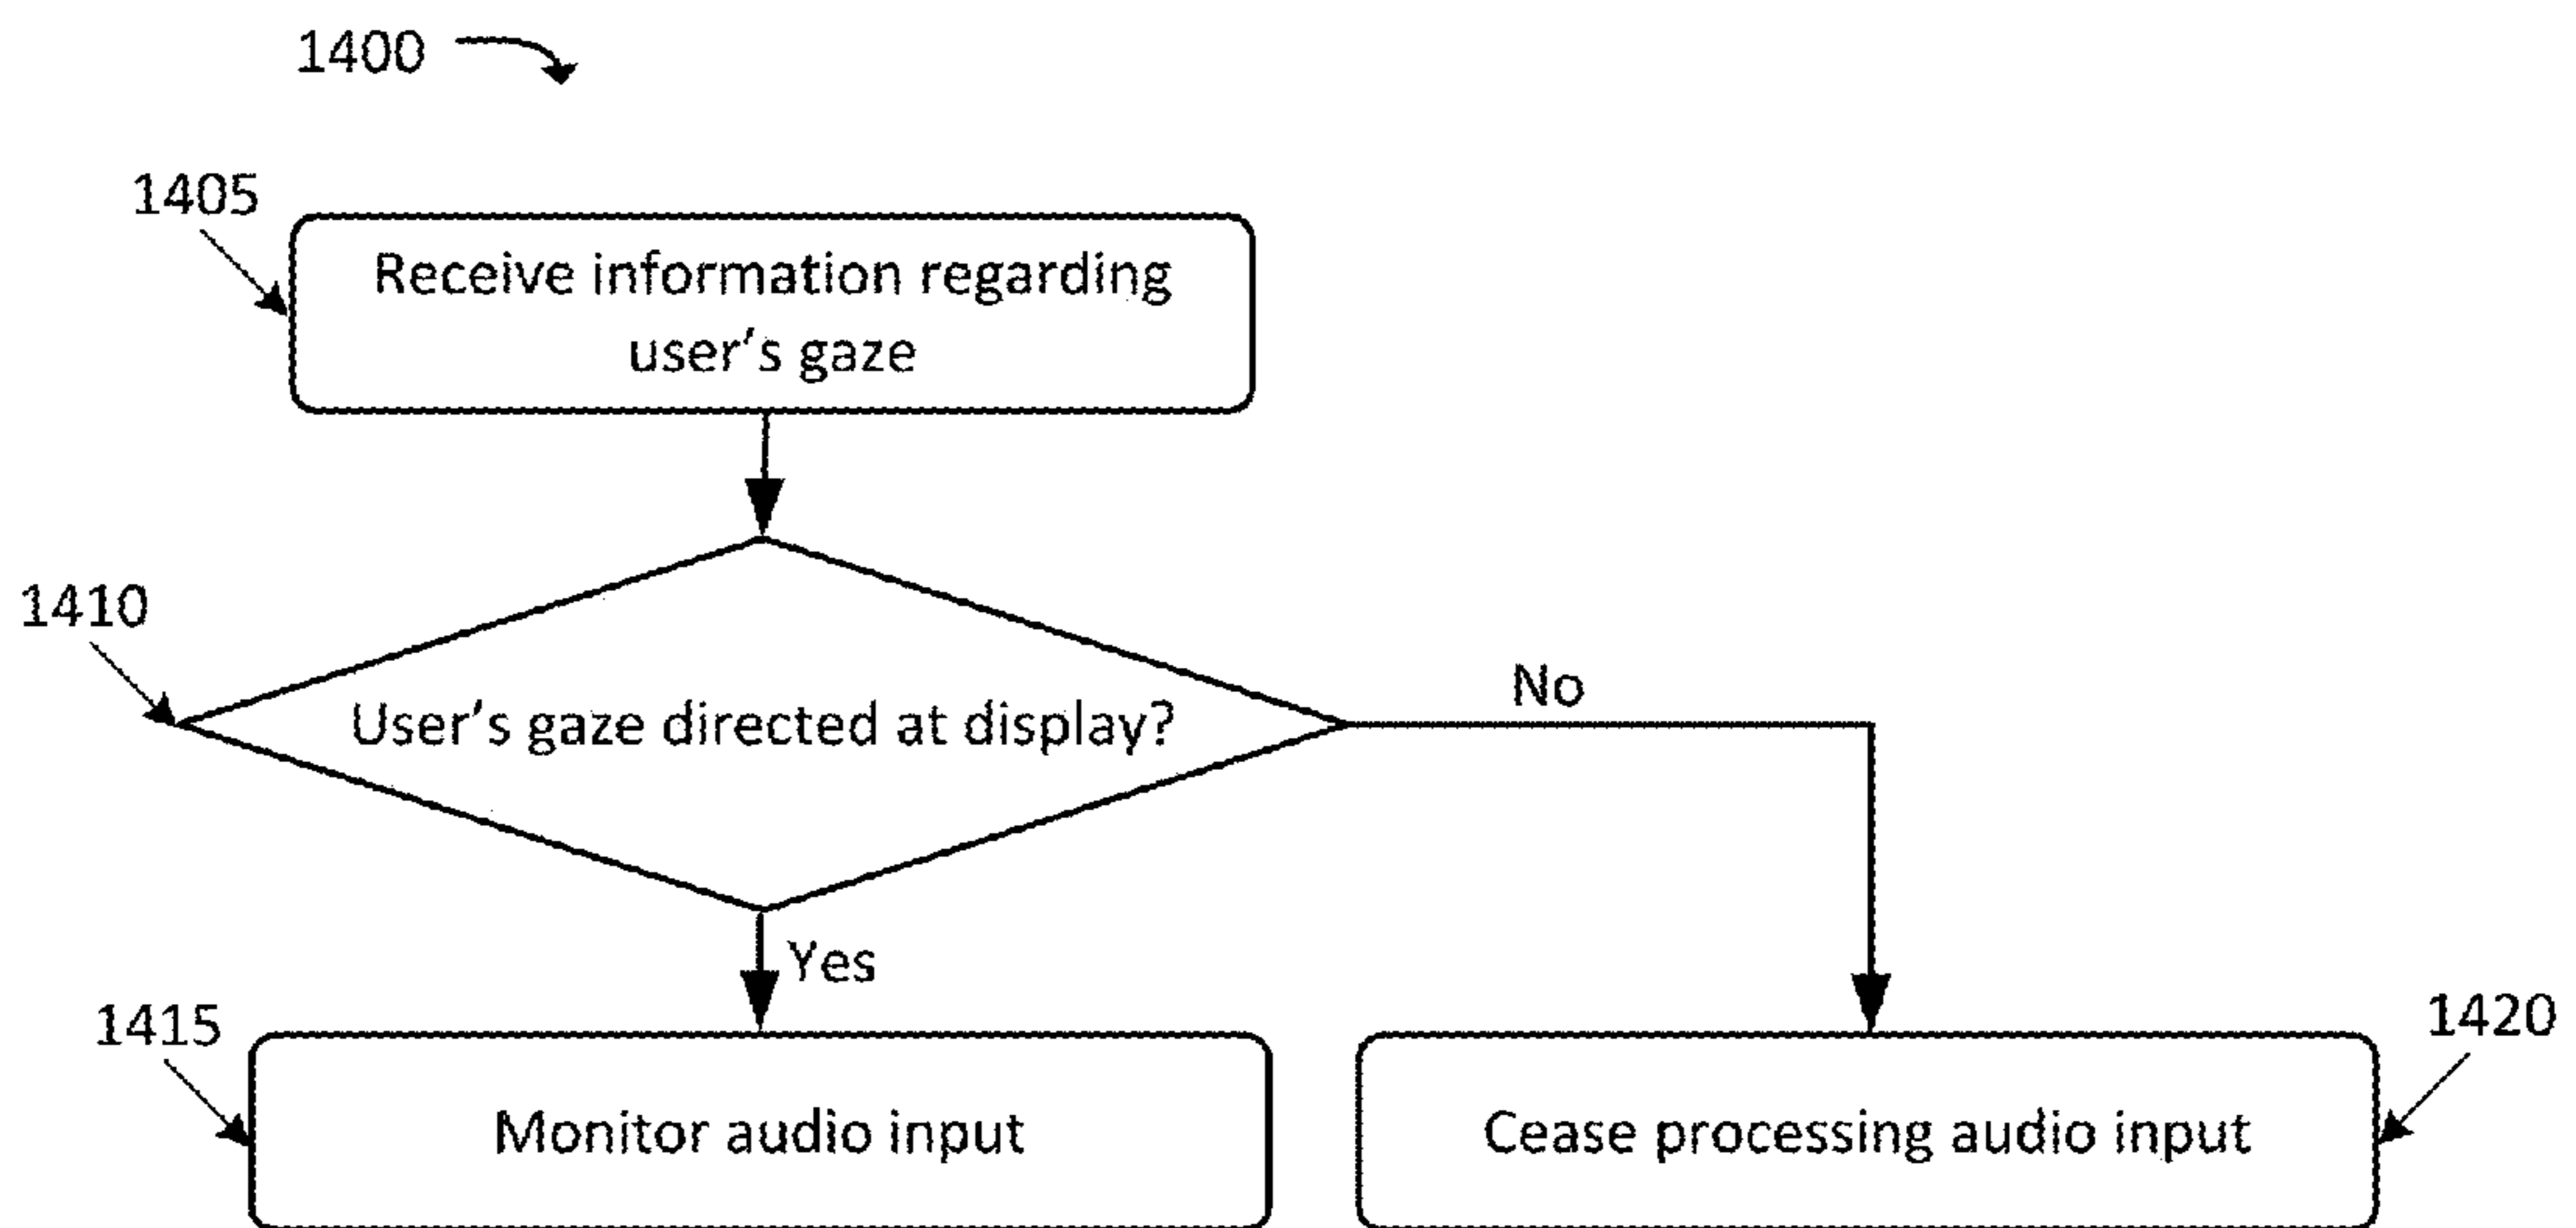 1400
1405
Receive information regarding
user's gaze
1410
User's gaze directed at display?
No
Yes
1415
Monitor audio input
1420
Cease processing audio input